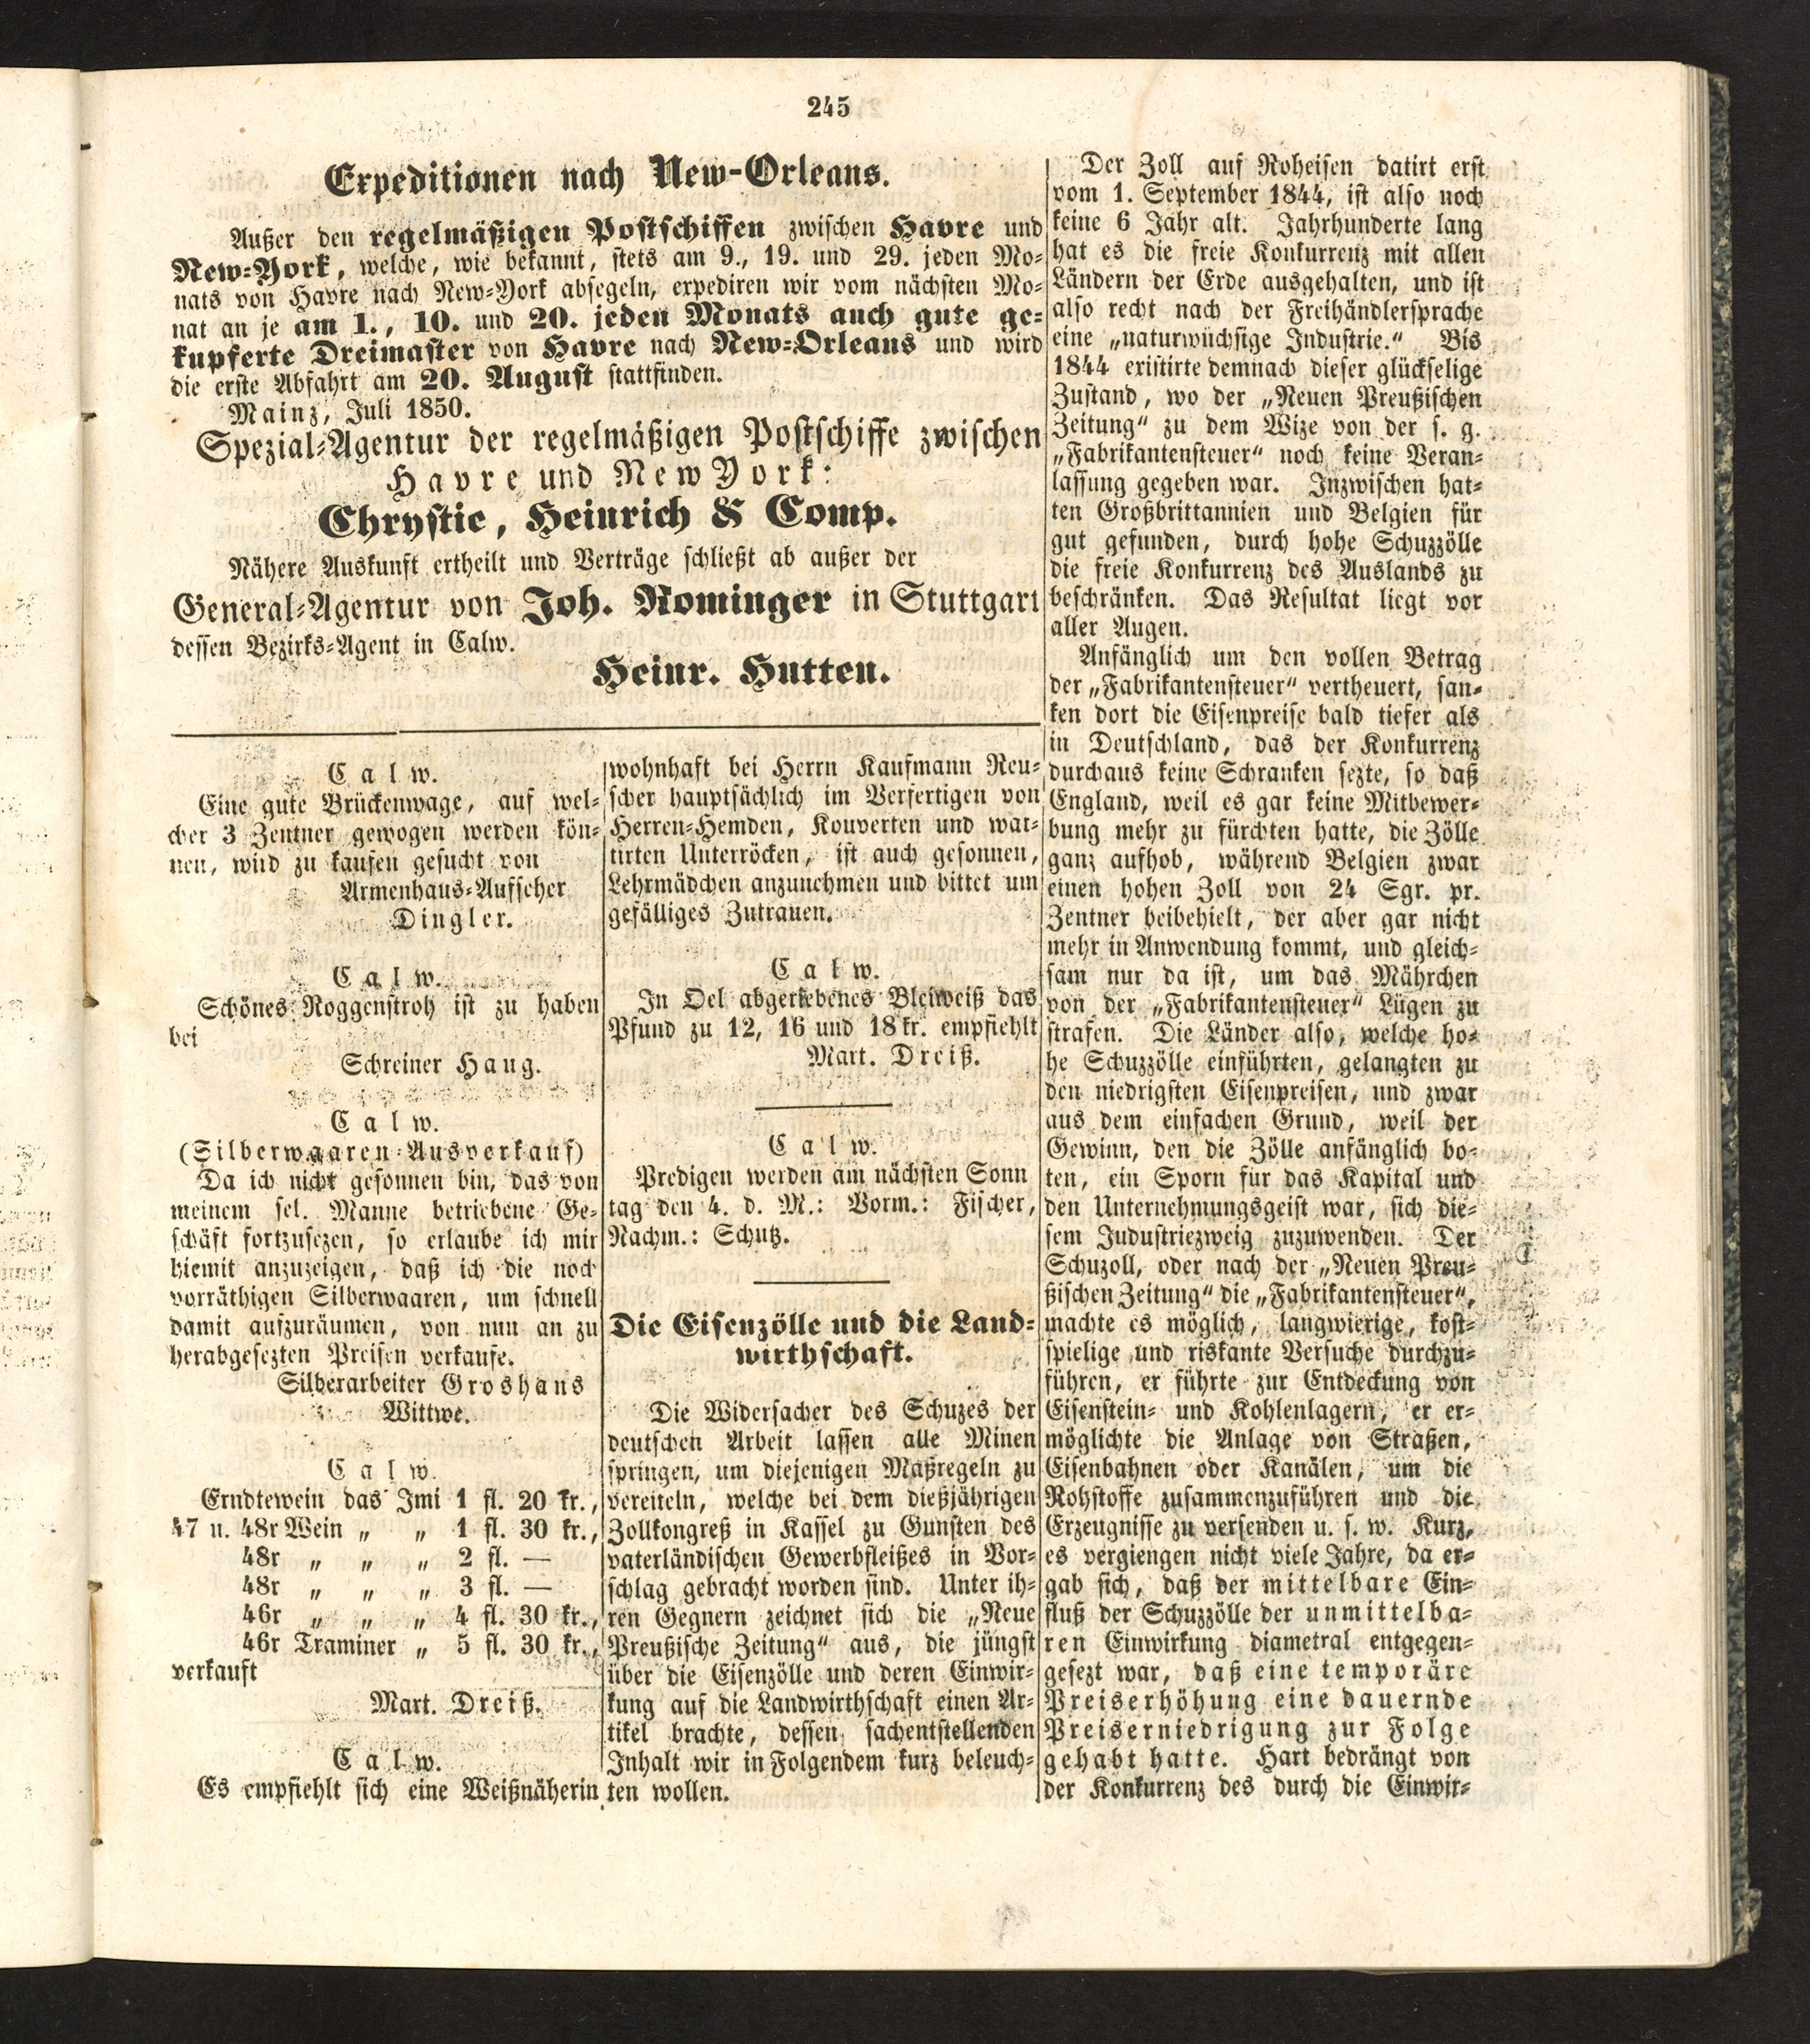 245
Expeditionen nach New-Orleans.
Außer den regelmäßigen Postschiffen zwischen Havre und
New-York, welche, wie bekannt, stets am 9., 19. und 29. jeden Mo-
nats von Havre nach New-York absegeln, expediren wir vom nächsten Mo-
nat an je am 1., 10. und 20. jeden Monats auch gute ge-
kupferte Dreimaster von Havre nach New-Orleans und wird
die erste Abfahrt am 20. August stattfinden.
Mainz, Juli 1850.
Spezial-Agentur der regelmäßigen Postschiffe zwischen
Havre und New York:
Chrystie, Heinrich & Comp.
Nähere Auskunft ertheilt und Verträge schließt ab außer der
General-Agentur von Joh. Rominger in Stuttgart
dessen Bezirks-Agent in Calw.
Heinr. Hutten.
Calw.
Eine gute Brückenwage, auf wel-
cher 3 Zentner gewogen werden kön-
nen, wird zu kaufen gesucht von
Armenhaus-Aufseher
Dingler.
Calw.
Schönes Roggenstroh ist zu haben
bei
Schreiner Haug.
Calw.
(Silberwaaren-Ausverkauf)
Da ich nicht gesonnen bin, das von
meinem sel. Manne betriebene Ge-
schäft fortzusezen, so erlaube ich mir
hiemit anzuzeigen, daß ich die noch
vorräthigen Silberwaaren, um schnell
damit aufzuräumen, von nun an zu
herabgesezten Preisen verkaufe.
Silberarbeiter Groshans
Wittwe.
Calw.
Erndtewein das Imi 1 fl. 20 kr.,
47 u. 48r Wein „ „ 1 fl. 30 kr.,
48r „ „ „ 2 fl. —
48r „ „ „ 3 fl. —
46r „ „ „ 4 fl. 30 kr.,
46r Traminer „ 5 fl. 30 kr.,
verkauft
Mart. Dreiß.
Calw.
Es empfiehlt sich eine Weißnäherin
wohnhaft bei Herrn Kaufmann Reu-
scher hauptsächlich im Verfertigen von
Herren-Hemden, Kouverten und wat-
tirten Unterröcken, ist auch gesonnen,
Lehrmädchen anzunehmen und bittet um
gefälliges Zutrauen.
Calw.
In Oel abgeriebenes Bleiweiß das
Pfund zu 12, 16 und 18 kr. empfiehlt
Mart. Dreiß.
Calw.
Predigen werden am nächsten Sonn
tag den 4. d. M.: Vorm.: Fischer,
Nachm.: Schutz.
Die Eisenzölle und die Land-
wirthschaft.
Die Widersacher des Schuzes der
deutschen Arbeit lassen alle Minen
springen, um diejenigen Maßregeln zu
vereiteln, welche bei dem dießjährigen
Zollkongreß in Kassel zu Gunsten des
vaterländischen Gewerbfleißes in Vor-
schlag gebracht worden sind. Unter ih-
ren Gegnern zeichnet sich die „Neue
Preußische Zeitung“ aus, die jüngst
über die Eisenzölle und deren Einwir-
kung auf die Landwirthschaft einen Ar-
tikel brachte, dessen sachentstellenden
Inhalt wir in Folgendem kurz beleuch-
ten wollen.
Der Zoll auf Roheisen datirt erst
vom 1. September 1844, ist also noch
keine 6 Jahr alt. Jahrhunderte lang
hat es die freie Konkurrenz mit allen
Ländern der Erde ausgehalten, und ist
also recht nach der Freihändlersprache
eine „naturwüchsige Industrie.“ Bis
1844 existirte demnach dieser glückselige
Zustand, wo der „Neuen Preußischen
Zeitung“ zu dem Wize von der s. g.
„Fabrikantensteuer“ noch keine Veran-
lassung gegeben war. Inzwischen hat-
ten Großbrittannien und Belgien für
gut gefunden, durch hohe Schuzzölle
die freie Konkurrenz des Auslands zu
beschränken. Das Resultat liegt vor
aller Augen.
Anfänglich um den vollen Betrag
der „Fabrikantensteuer“ vertheuert, san-
ken dort die Eisenpreise bald tiefer als
in Deutschland, das der Konkurrenz
durchaus keine Schranken sezte, so daß
England, weil es gar keine Mitbewer-
bung mehr zu fürchten hatte, die Zölle
ganz aufhob, während Belgien zwar
einen hohen Zoll von 24 Sgr. pr.
Zentner beibehielt, der aber gar nicht
mehr in Anwendung kommt, und gleich-
sam nur da ist, um das Mährchen
von der „Fabrikantensteuer“ Lügen zu
strafen. Die Länder also, welche ho-
he Schuzzölle einführten, gelangten zu
den niedrigsten Eisenpreisen, und zwar
aus dem einfachen Grund, weil der
Gewinn, den die Zölle anfänglich bo-
ten, ein Sporn für das Kapital und
den Unternehmungsgeist war, sich die-
sem Industriezweig zuzuwenden. Der
Schuzoll, oder nach der „Neuen Preu-
ßischen Zeitung“ die „Fabrikantensteuer“,
machte es möglich, langwierige, kost-
spielige und riskante Versuche durchzu-
führen, er führte zur Entdeckung von
Eisenstein- und Kohlenlagern, er er-
möglichte die Anlage von Straßen,
Eisenbahnen oder Kanälen, um die
Rohstoffe zusammenzuführen und die
Erzeugnisse zu versenden u. s. w. Kurz,
es vergiengen nicht viele Jahre, da er-
gab sich, daß der mittelbare Ein-
fluß der Schuzzölle der unmittelba-
ren Einwirkung diametral entgegen-
gesezt war, daß eine temporäre
Preiserhöhung eine dauernde
Preiserniedrigung zur Folge
gehabt hatte. Hart bedrängt von
der Konkurrenz des durch die Einwir-